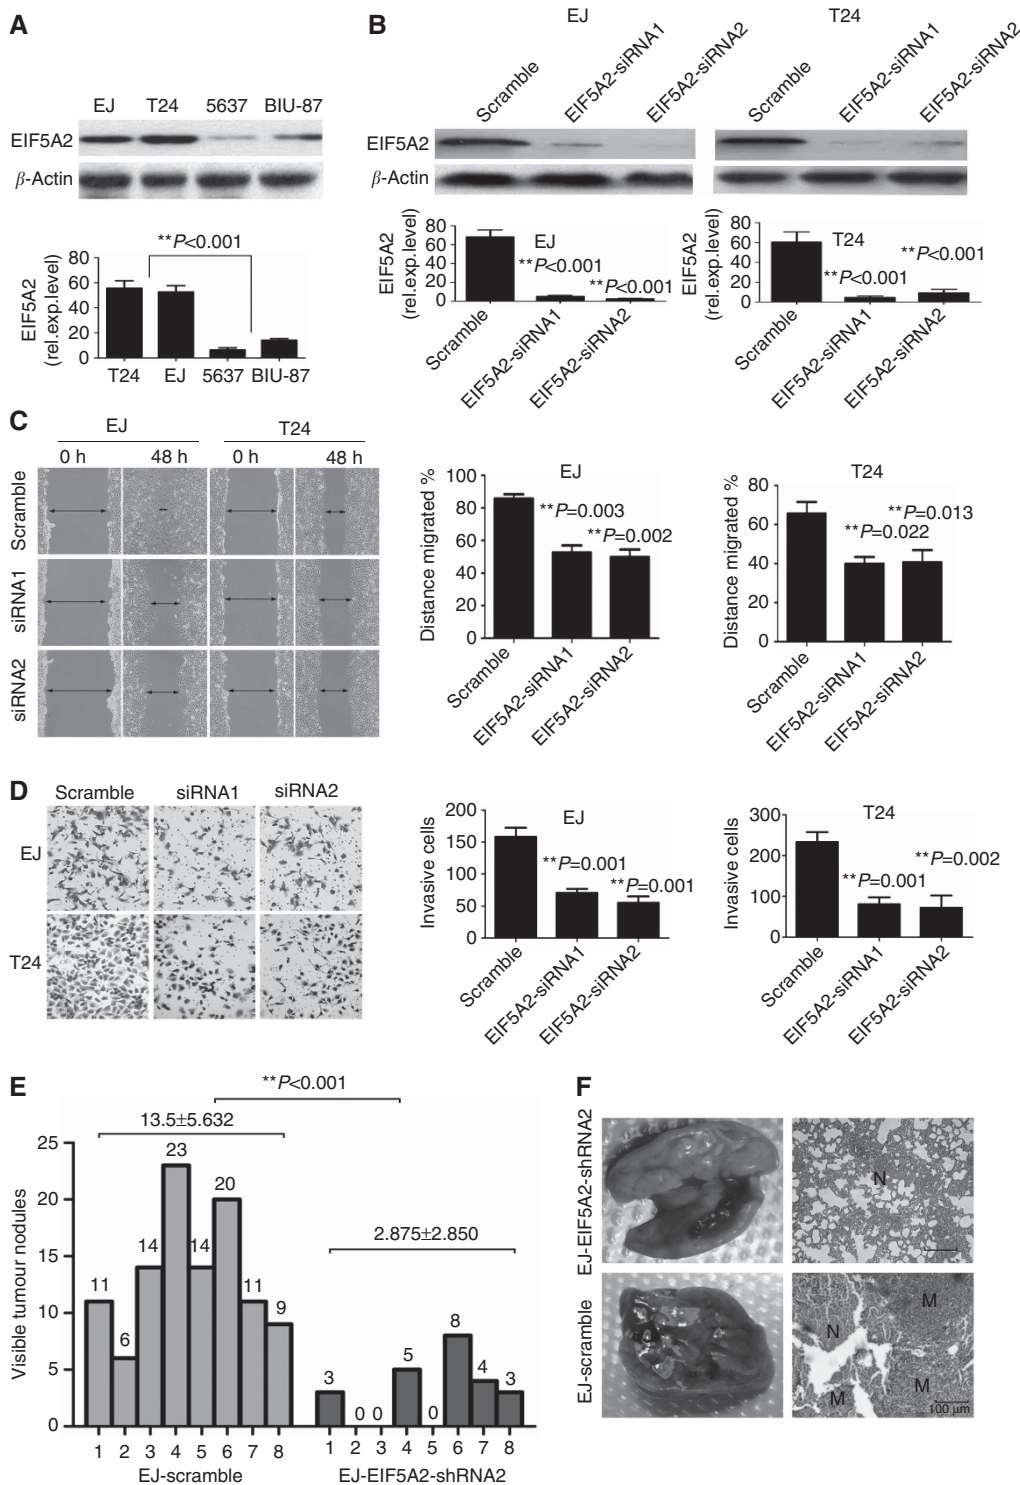 A
EJ T24 5637 BIU-87
EIF5A2
β-Actin
**P<0.001
EIF5A2
(rel.exp.level)
80
60
40
20
0
T24 EJ 5637 BIU-87
B
EJ
T24
Scramble EIF5A2-siRNA1 EIF5A2-siRNA2
Scramble EIF5A2-siRNA1 EIF5A2-siRNA2
EIF5A2
β-Actin
EIF5A2
(rel.exp.level)
80
60
40
20
0
EJ
**P<0.001
**P<0.001
Scramble EIF5A2-siRNA1 EIF5A2-siRNA2
EIF5A2
(rel.exp.level)
80
60
40
20
0
T24
**P<0.001
**P<0.001
Scramble EIF5A2-siRNA1 EIF5A2-siRNA2
C
EJ T24
0 h 48 h 0 h 48 h
Scramble
siRNA1
siRNA2
Distance migrated %
100
80
60
40
20
0
EJ
**P=0.003
**P=0.002
Scramble EIF5A2-siRNA1 EIF5A2-siRNA2
Distance migrated %
80
60
40
20
0
T24
**P=0.013
**P=0.022
Scramble EIF5A2-siRNA1 EIF5A2-siRNA2
D
Scramble siRNA1 siRNA2
EJ
T24
Invasive cells
200
150
100
50
0
EJ
**P=0.001
**P=0.001
Scramble EIF5A2-siRNA1 EIF5A2-siRNA2
Invasive cells
300
200
100
0
T24
**P=0.002
**P=0.001
Scramble EIF5A2-siRNA1 EIF5A2-siRNA2
E
**P<0.001
13.5±5.632
2.875±2.850
Visible tumour nodules
25
20
15
10
5
0
11 6 14 23 14 20 11 9
3 0 0 5 0 8 4 3
1 2 3 4 5 6 7 8 1 2 3 4 5 6 7 8
EJ-scramble EJ-EIF5A2-shRNA2
F
EJ-EIF5A2-shRNA2
N
EJ-scramble
M
N
M
M
100 μm